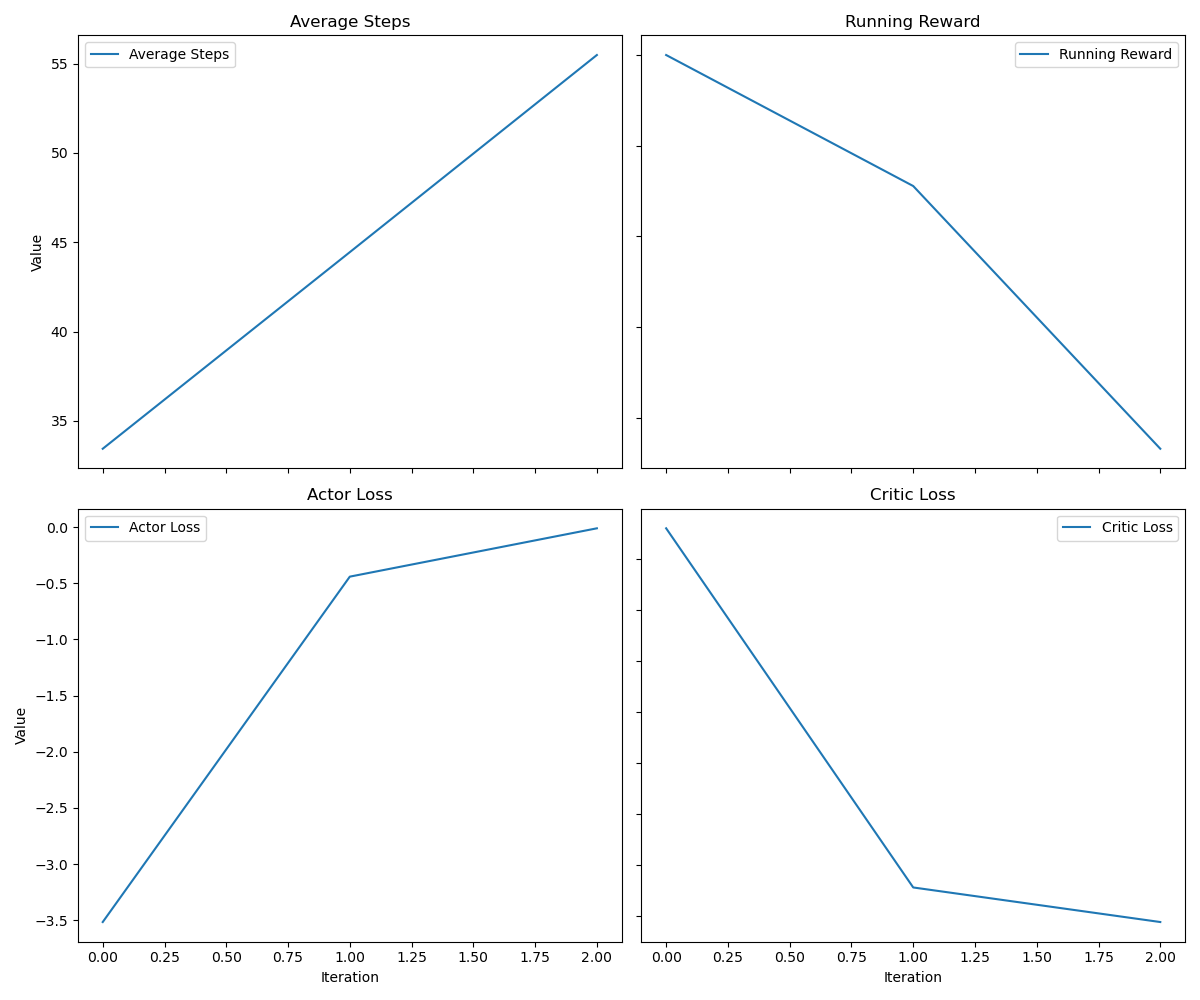 Average Steps
Average Steps
55
50
45
40
35
Value
Running Reward
Running Reward
Actor Loss
Actor Loss
0.0
−0.5
−1.0
−1.5
−2.0
−2.5
−3.0
−3.5
Value
0.00 0.25 0.50 0.75 1.00 1.25 1.50 1.75 2.00
Iteration
Critic Loss
Critic Loss
0.00 0.25 0.50 0.75 1.00 1.25 1.50 1.75 2.00
Iteration